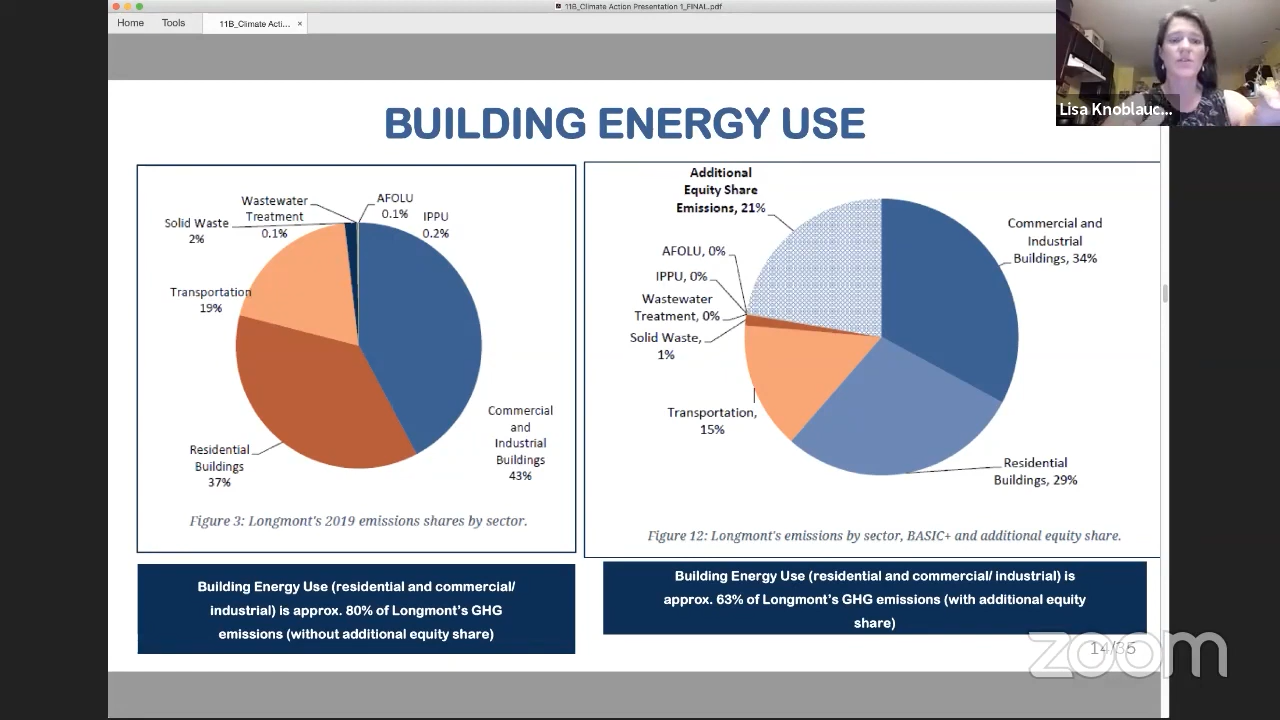 11B_Climate Action Presentation 1_FINAL.pdf
Home
Tools
11B_Climate Acti...
×
Lisa Knoblauc...
BUILDING ENERGY USE
Wastewater
Treatment
0.1%
AFOLU
0.1%
IPPU
0.2%
Solid Waste
2%
Transportation
19%
Residential
Buildings
37%
Commercial
and
Industrial
Buildings
43%
Figure 3: Longmont's 2019 emissions shares by sector.
Additional
Equity Share
Emissions, 21%
AFOLU, 0%
IPPU, 0%
Wastewater
Treatment, 0%
Solid Waste,
1%
Transportation,
15%
Commercial and
Industrial
Buildings, 34%
Residential
Buildings, 29%
Figure 12: Longmont's emissions by sector, BASIC+ and additional equity share.
Building Energy Use (residential and commercial/
industrial) is approx. 80% of Longmont's GHG
emissions (without additional equity share)
Building Energy Use (residential and commercial/ industrial) is
approx. 63% of Longmont's GHG emissions (with additional equity
share)
14/35
zoom